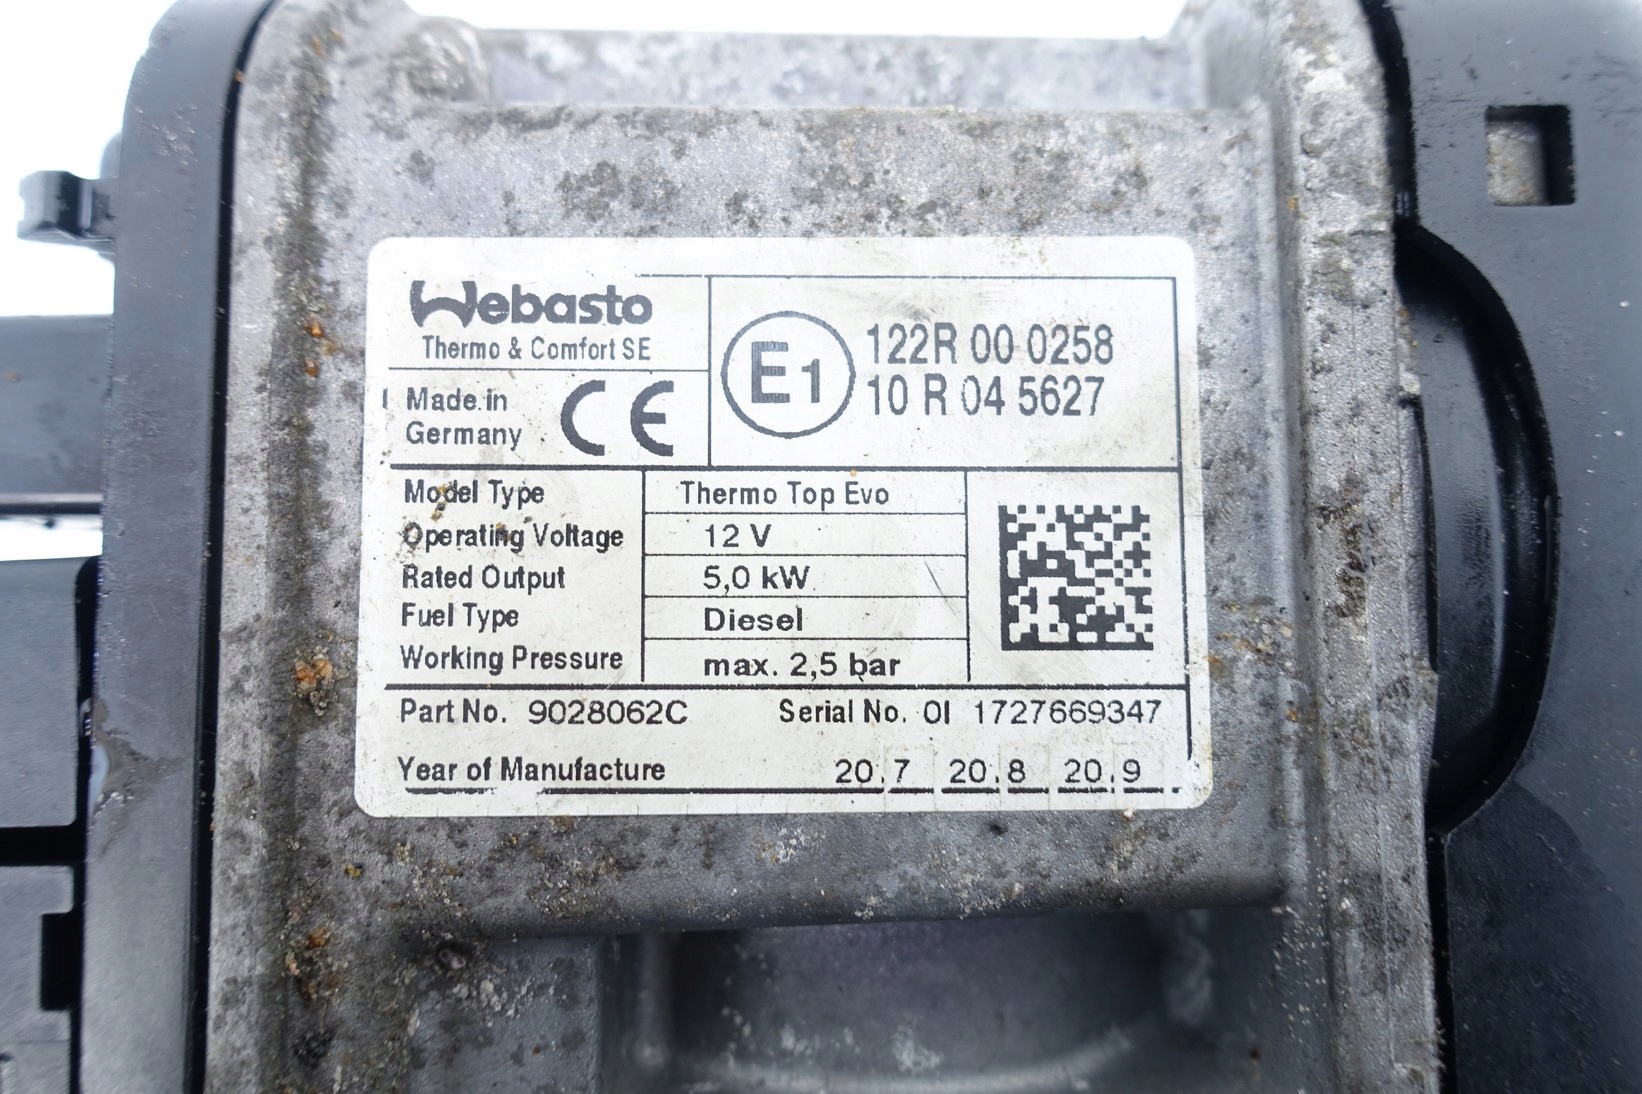 Webasto
Thermo & Comfort SE
Made in
Germany
CE
E1
122R 00 0258
10 R 04 5627
Model Type Thermo Top Evo
Operating Voltage 12 V
Rated Output 5,0 kW
Fuel Type Diesel
Working Pressure max. 2,5 bar
Part No. 9028062C Serial No. OI 1727669347
Year of Manufacture 20.7 20.8 20.9